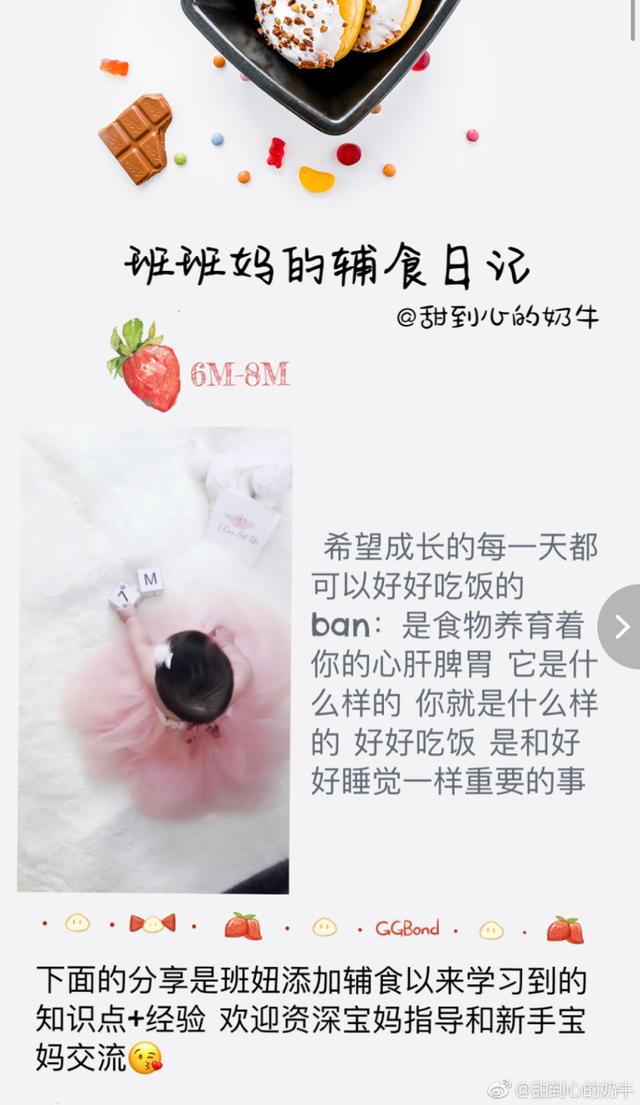 班班妈的辅食日记
@甜到心的奶牛
6M-8M
I Can Sit Up
7 M
希望成长的每一天都
可以好好吃饭的
ban：是食物养育着
你的心肝脾胃 它是什
么样的 你就是什么样
的 好好吃饭 是和好
好睡觉一样重要的事
GGBond
下面的分享是班妞添加辅食以来学习到的
知识点+经验 欢迎资深宝妈指导和新手宝
妈交流😘
@甜到心的奶牛